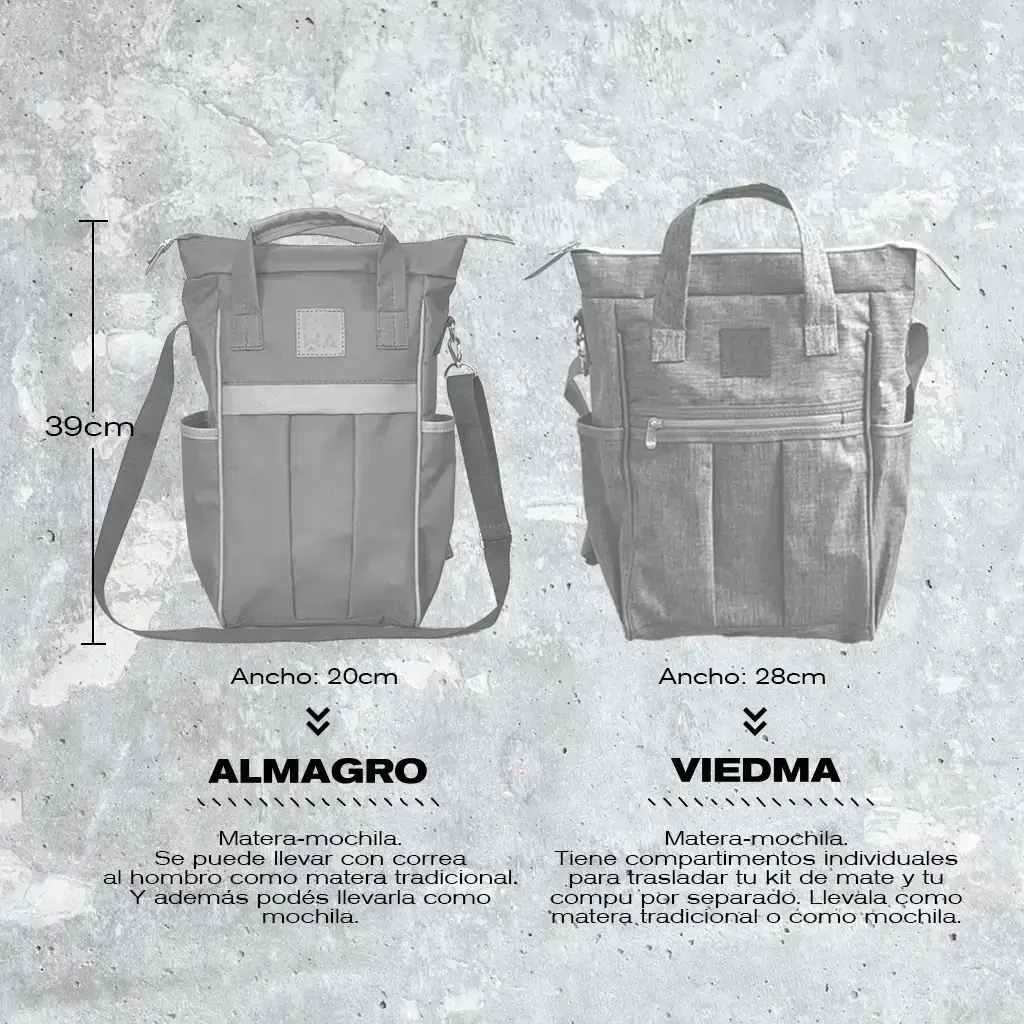 39cm
Ancho: 20cm
ALMAGRO
Matera-mochila.
Se puede llevar con correa
al hombro como matera tradicional.
Y además podés llevarla como
mochila.
Ancho: 28cm
VIEDMA
Matera-mochila.
Tiene compartimentos individuales
para trasladar tu kit de mate y tu
compu por separado. Llevala como
matera tradicional o como mochila.